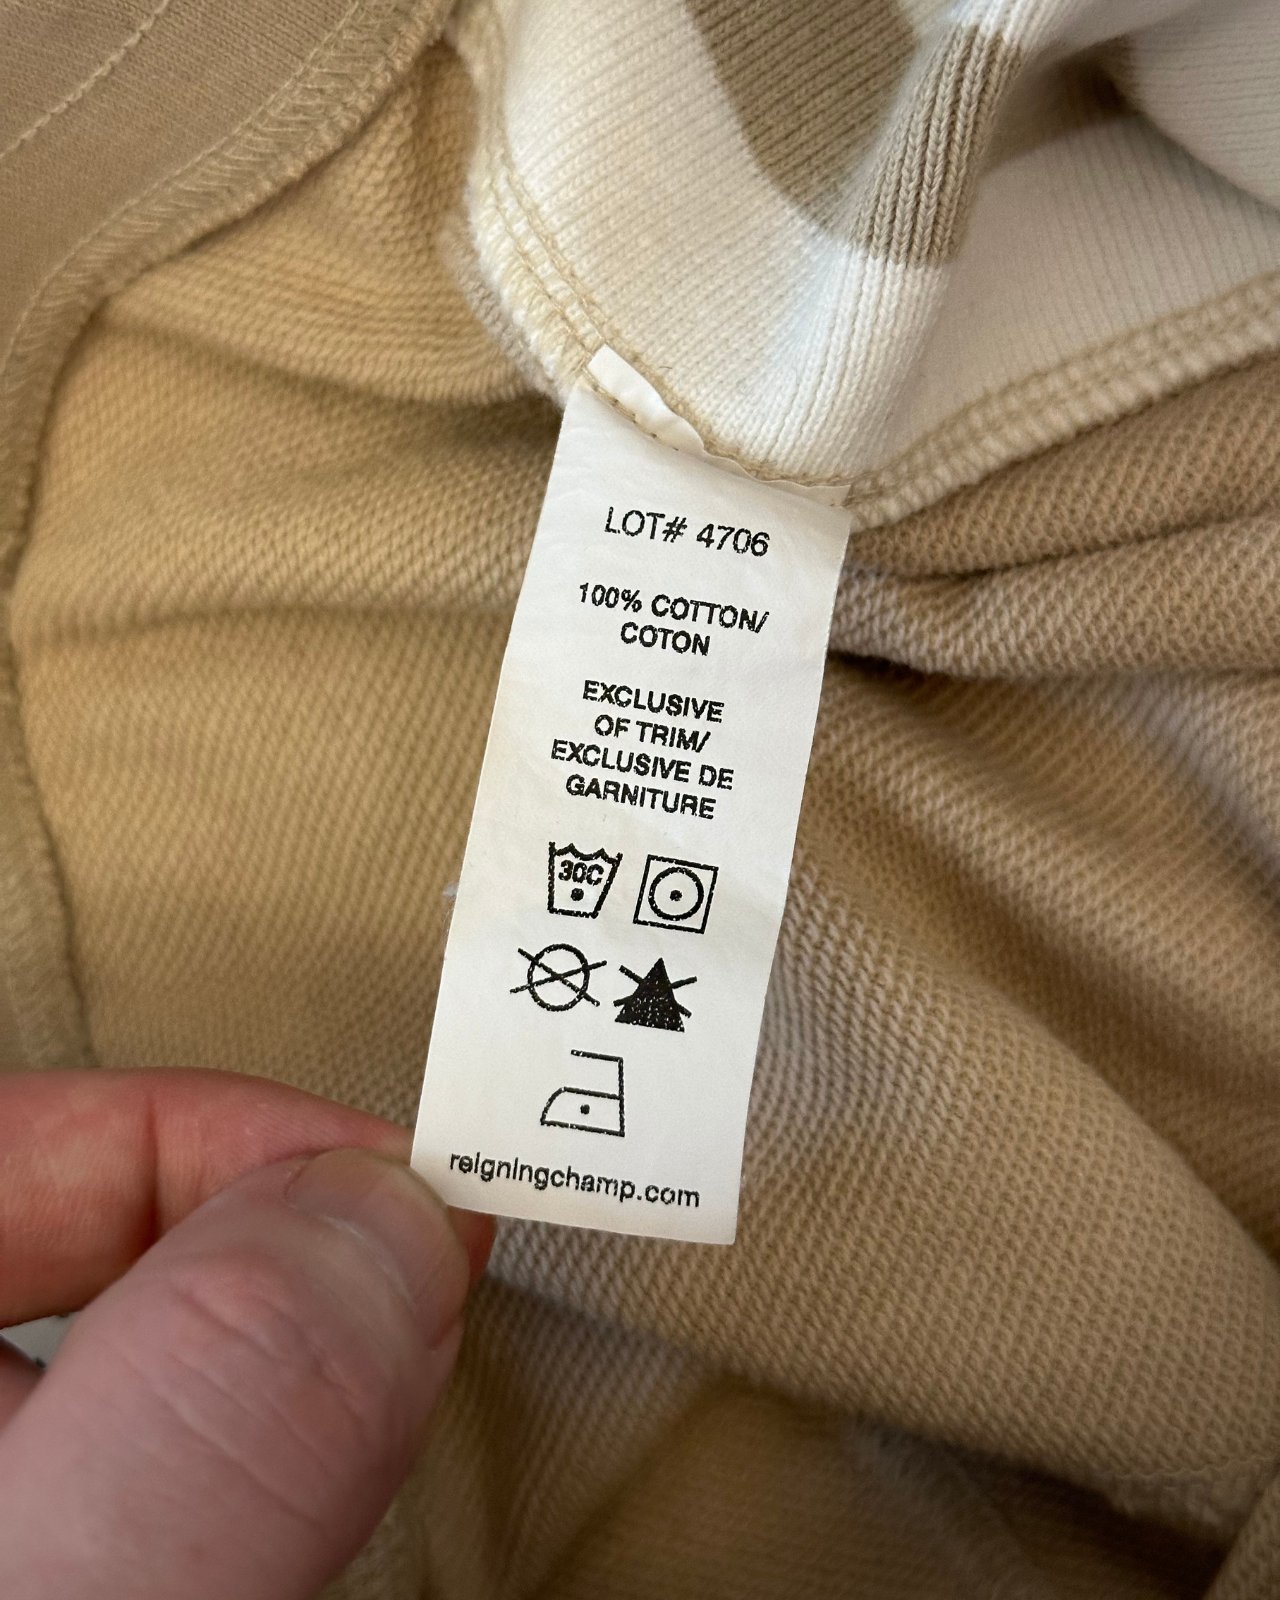 LOT# 4706
100% COTTON/
COTON
EXCLUSIVE
OF TRIM/
EXCLUSIVE DE
GARNITURE
30C
reigningchamp.com